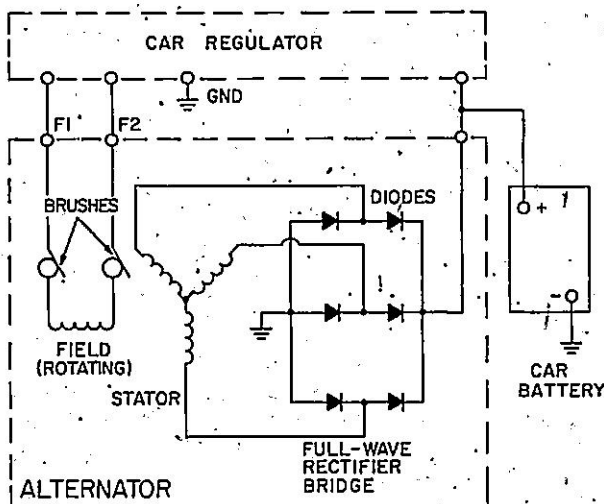 CAR REGULATOR
GND
F1
F2
BRUSHES
DIODES
+
-
FIELD
(ROTATING)
STATOR
CAR
BATTERY
FULL-WAVE
RECTIFIER
BRIDGE
ALTERNATOR